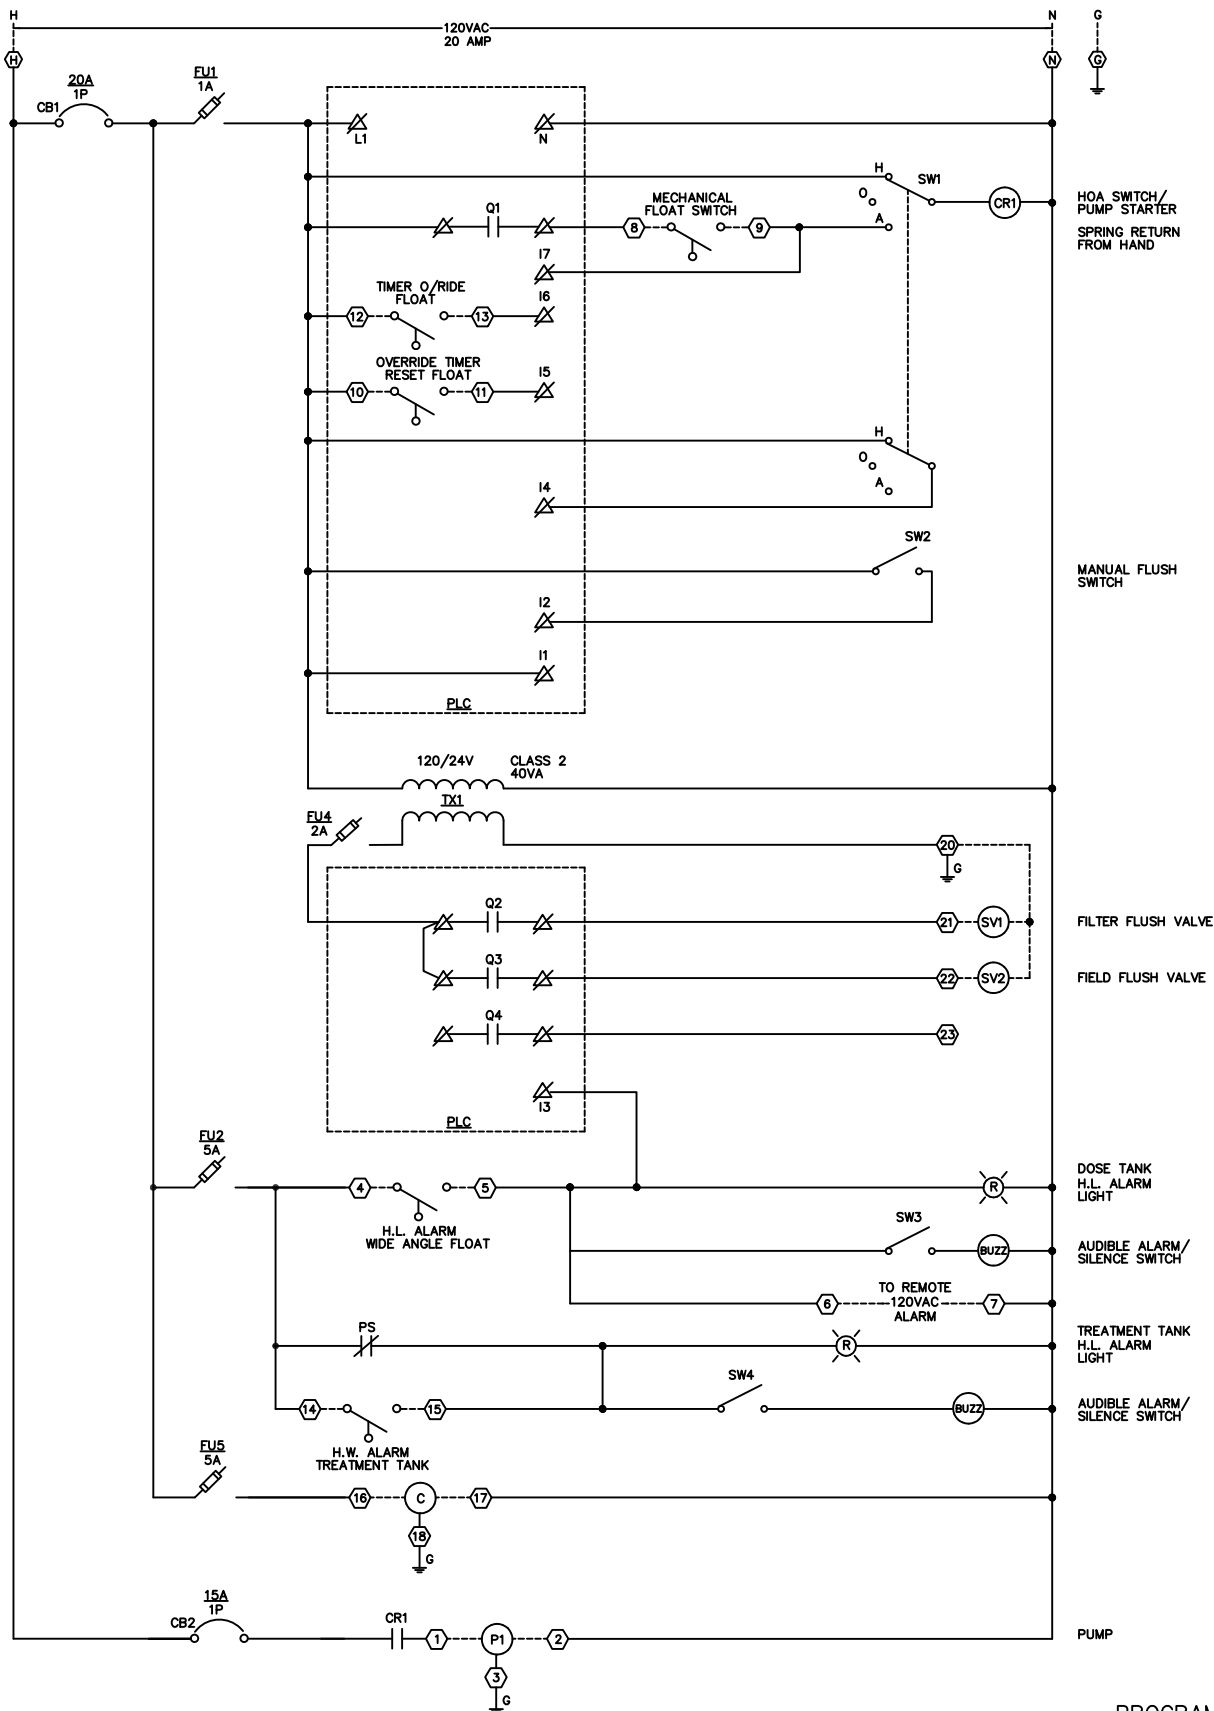 H
N
G
120VAC
20 AMP
H
N
G
20A
1P
CB1
FU1
1A
L1
N
H
SW1
O
A
CR1
HOA SWITCH/
PUMP STARTER
SPRING RETURN
FROM HAND
Q1
MECHANICAL
FLOAT SWITCH
8
9
I7
TIMER O/RIDE
FLOAT
I6
12
13
OVERRIDE TIMER
RESET FLOAT
I5
10
11
H
O
A
I4
SW2
MANUAL FLUSH
SWITCH
I2
I1
PLC
120/24V
CLASS 2
40VA
TX1
FU4
2A
20
G
Q2
21
SV1
FILTER FLUSH VALVE
Q3
22
SV2
FIELD FLUSH VALVE
Q4
23
I3
PLC
FU2
5A
4
5
H.L. ALARM
WIDE ANGLE FLOAT
R
DOSE TANK
H.L. ALARM
LIGHT
SW3
BUZZ
AUDIBLE ALARM/
SILENCE SWITCH
TO REMOTE
6
120VAC
7
ALARM
PS
R
TREATMENT TANK
H.L. ALARM
LIGHT
14
15
SW4
BUZZ
AUDIBLE ALARM/
SILENCE SWITCH
H.W. ALARM
TREATMENT TANK
FU5
5A
16
C
17
18
G
15A
1P
CB2
CR1
1
P1
2
PUMP
3
G